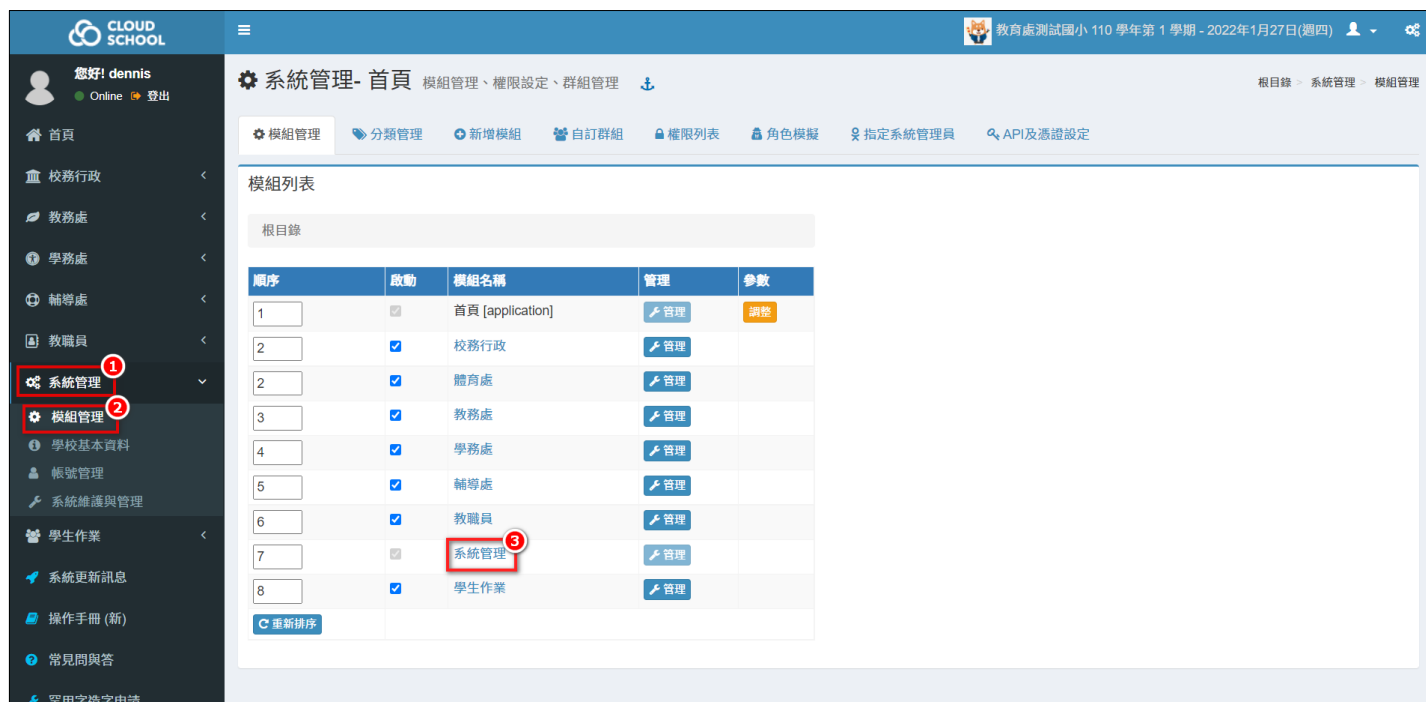 CLOUD SCHOOL
教育處測試國小 110 學年第 1 學期 - 2022年1月27日(週四)
您好! dennis
Online 登出
系統管理- 首頁 模組管理、權限設定、群組管理
根目錄 > 系統管理 > 模組管理
首頁
校務行政
教務處
學務處
輔導處
教職員
1
系統管理
2
模組管理
學校基本資料
帳號管理
系統維護與管理
學生作業
系統更新訊息
操作手冊 (新)
常見問與答
罕用字造字申請
模組管理 分類管理 新增模組 自訂群組 權限列表 角色模擬 指定系統管理員 API及憑證設定
模組列表
根目錄
順序 啟動 模組名稱 管理 參數
1 首頁 [application] 管理 調整
2 校務行政 管理
2 體育處 管理
3 教務處 管理
4 學務處 管理
5 輔導處 管理
6 教職員 管理
3
7 系統管理 管理
8 學生作業 管理
重新排序